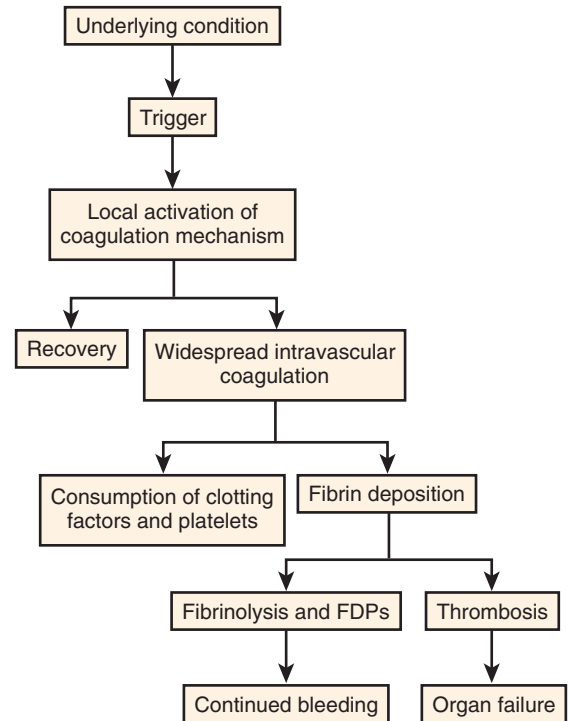 Underlying condition
Trigger
Local activation of
coagulation mechanism
Recovery
Widespread intravascular
coagulation
Consumption of clotting
factors and platelets
Fibrin deposition
Fibrinolysis and FDPs
Thrombosis
Continued bleeding
Organ failure